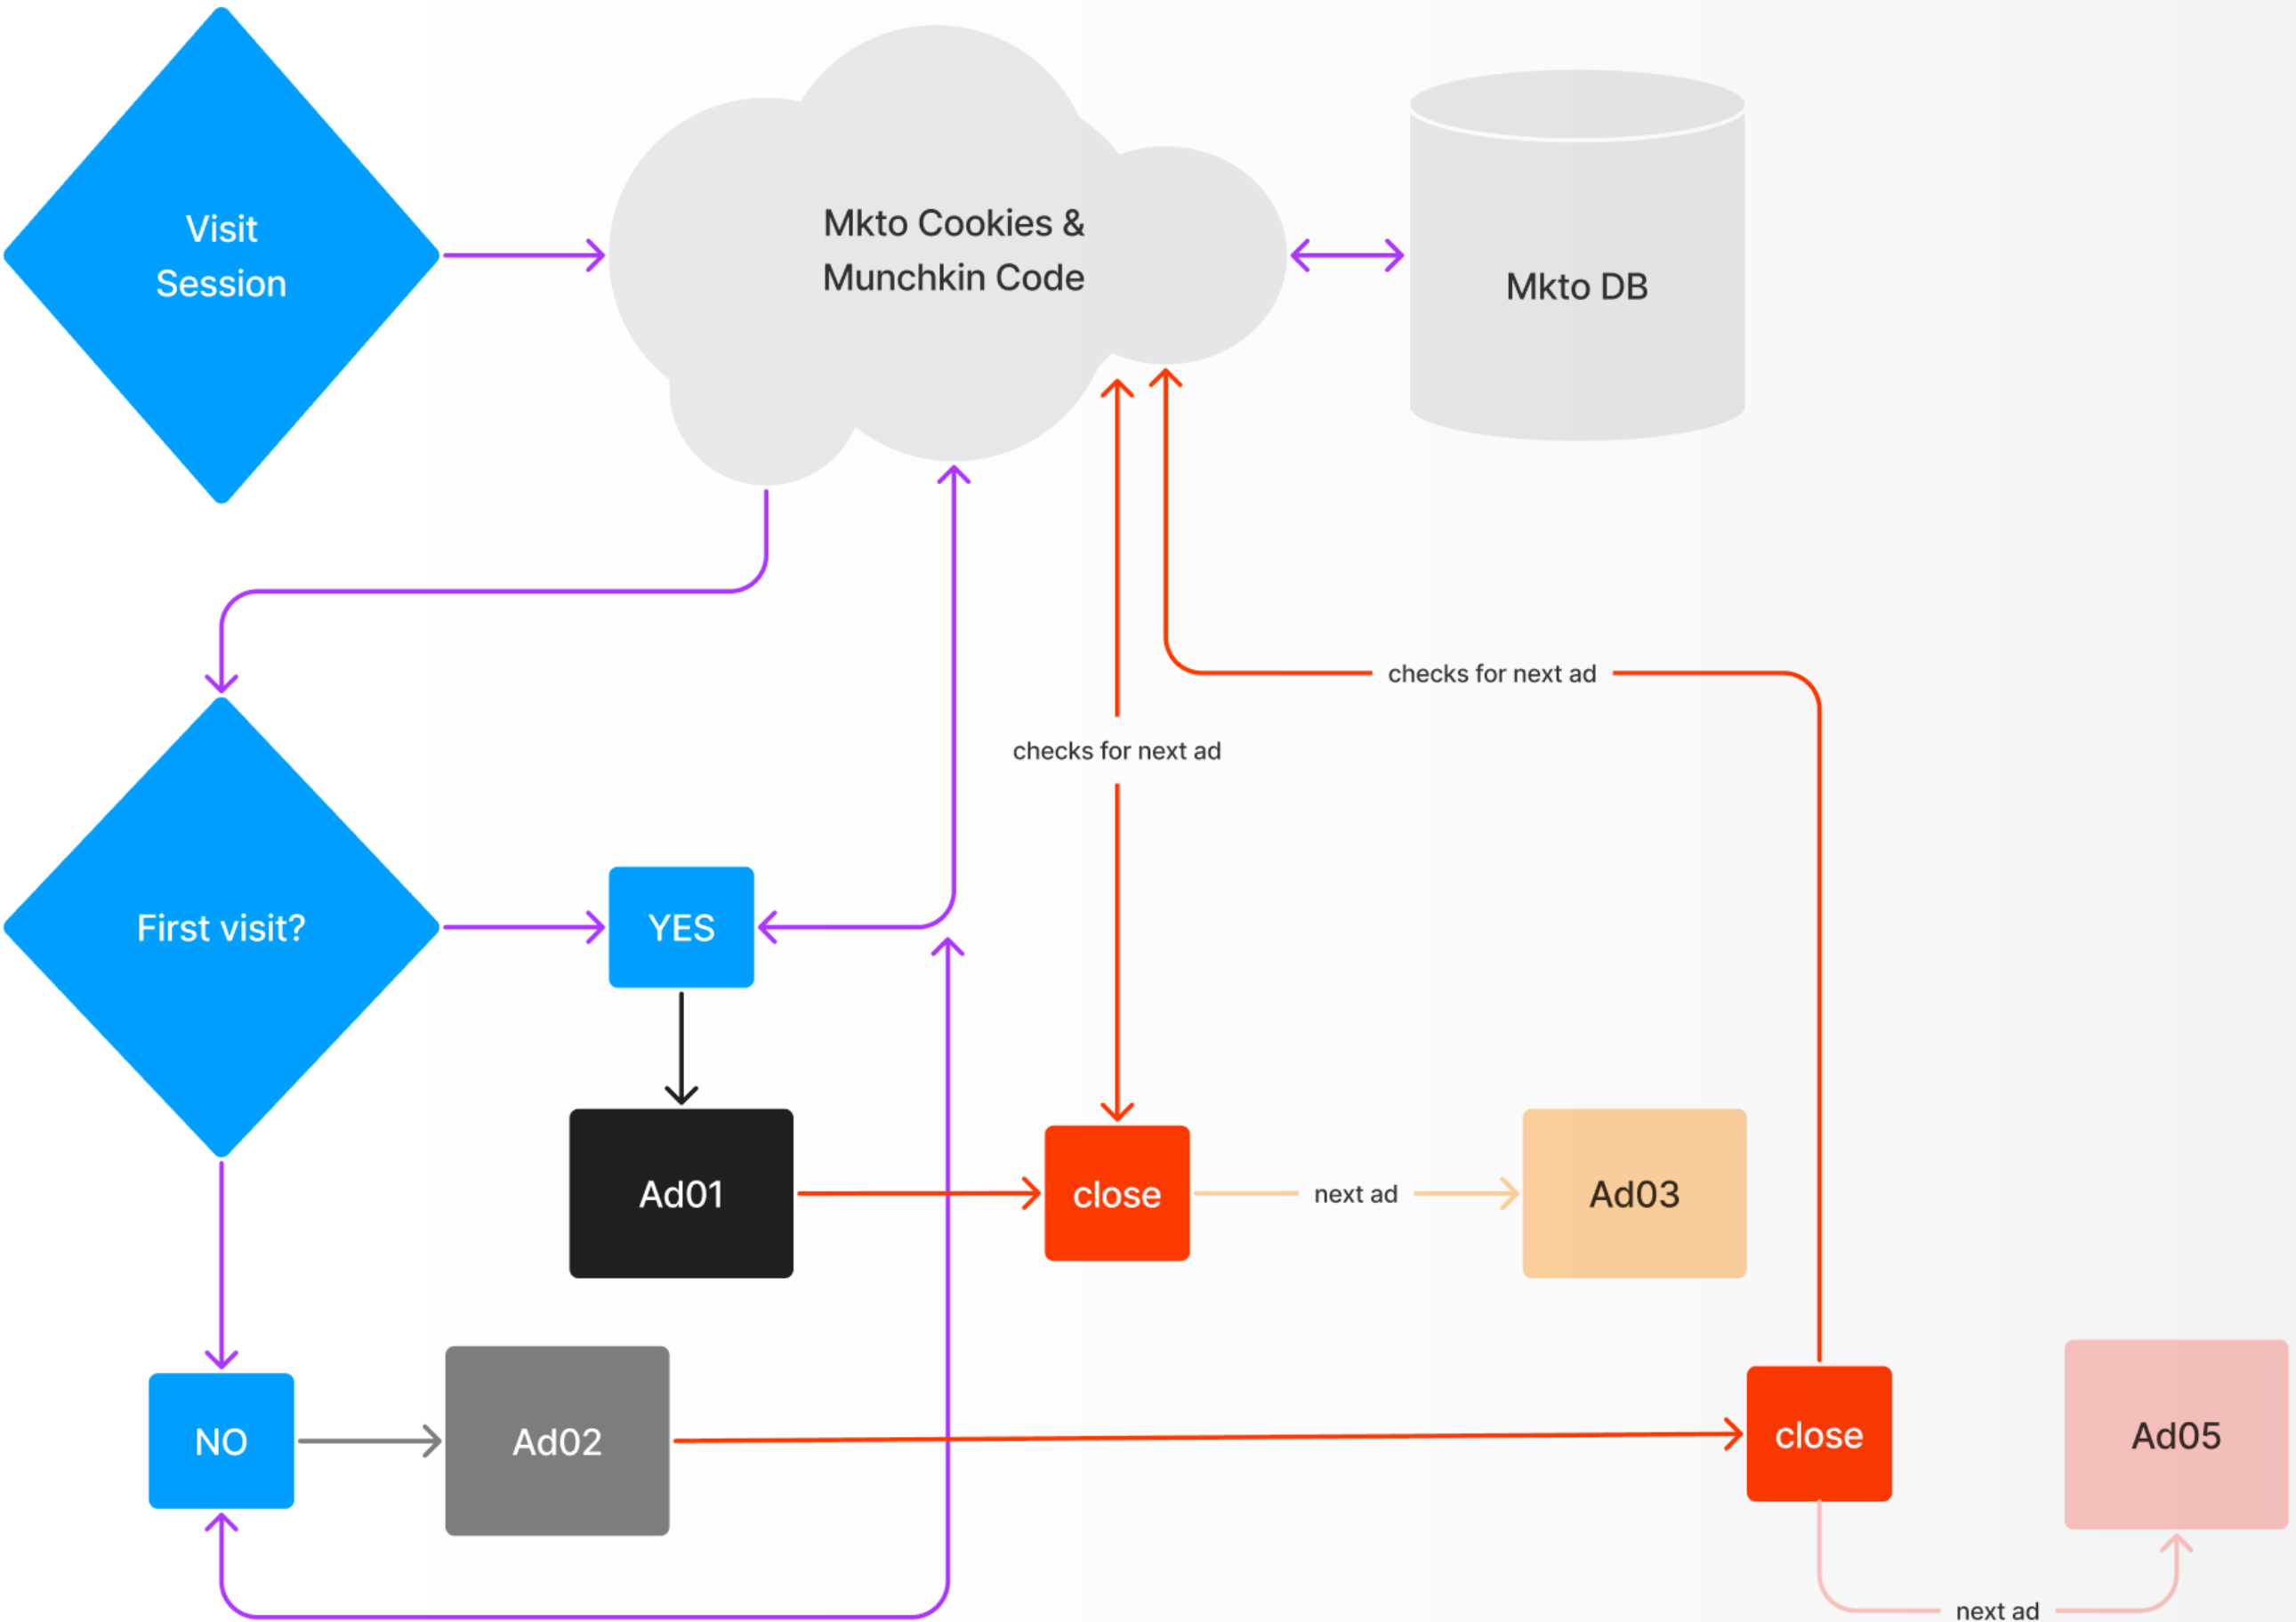 Visit
Session
Mkto Cookies &
Munchkin Code
Mkto DB
checks for next ad
checks for next ad
First visit?
YES
Ad01
close
next ad
Ad03
NO
Ad02
close
Ad05
next ad